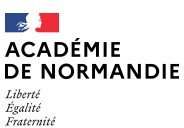 ACADÉMIE
DE NORMANDIE
Liberté
Égalité
Fraternité